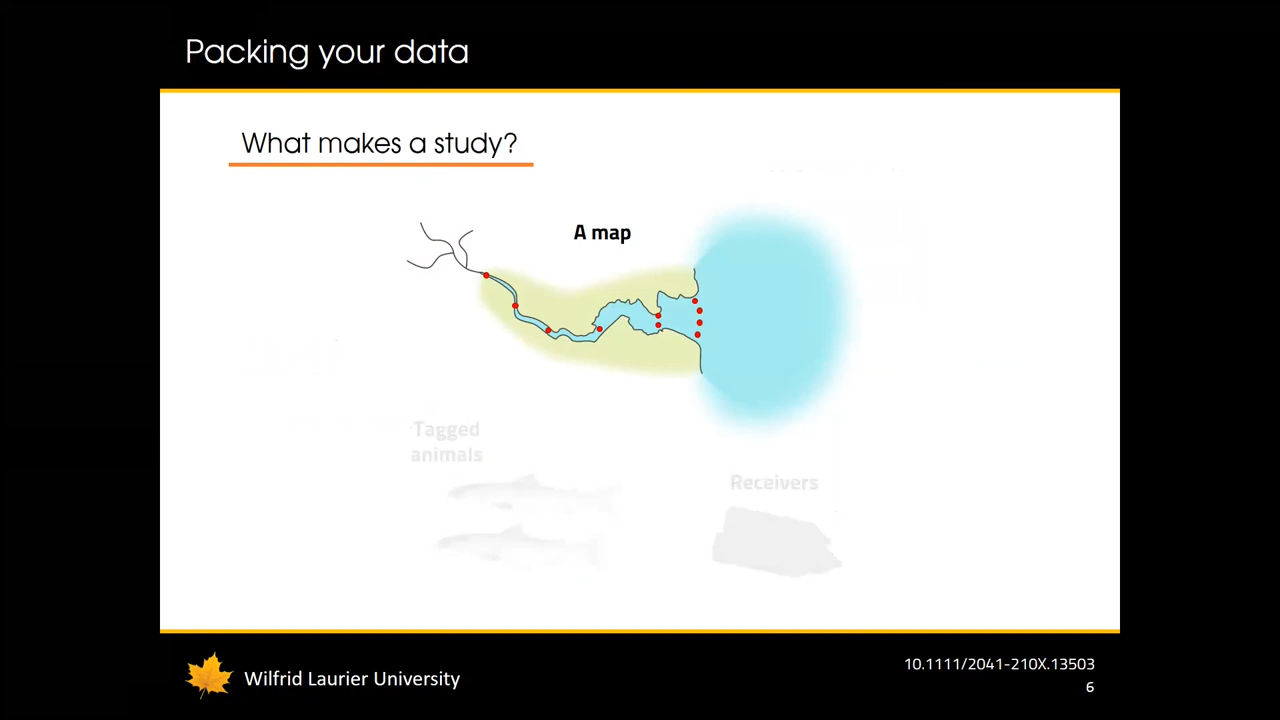 Packing your data
What makes a study?
A map
Tagged
animals
Receivers
Wilfrid Laurier University
10.1111/2041-210X.13503
6